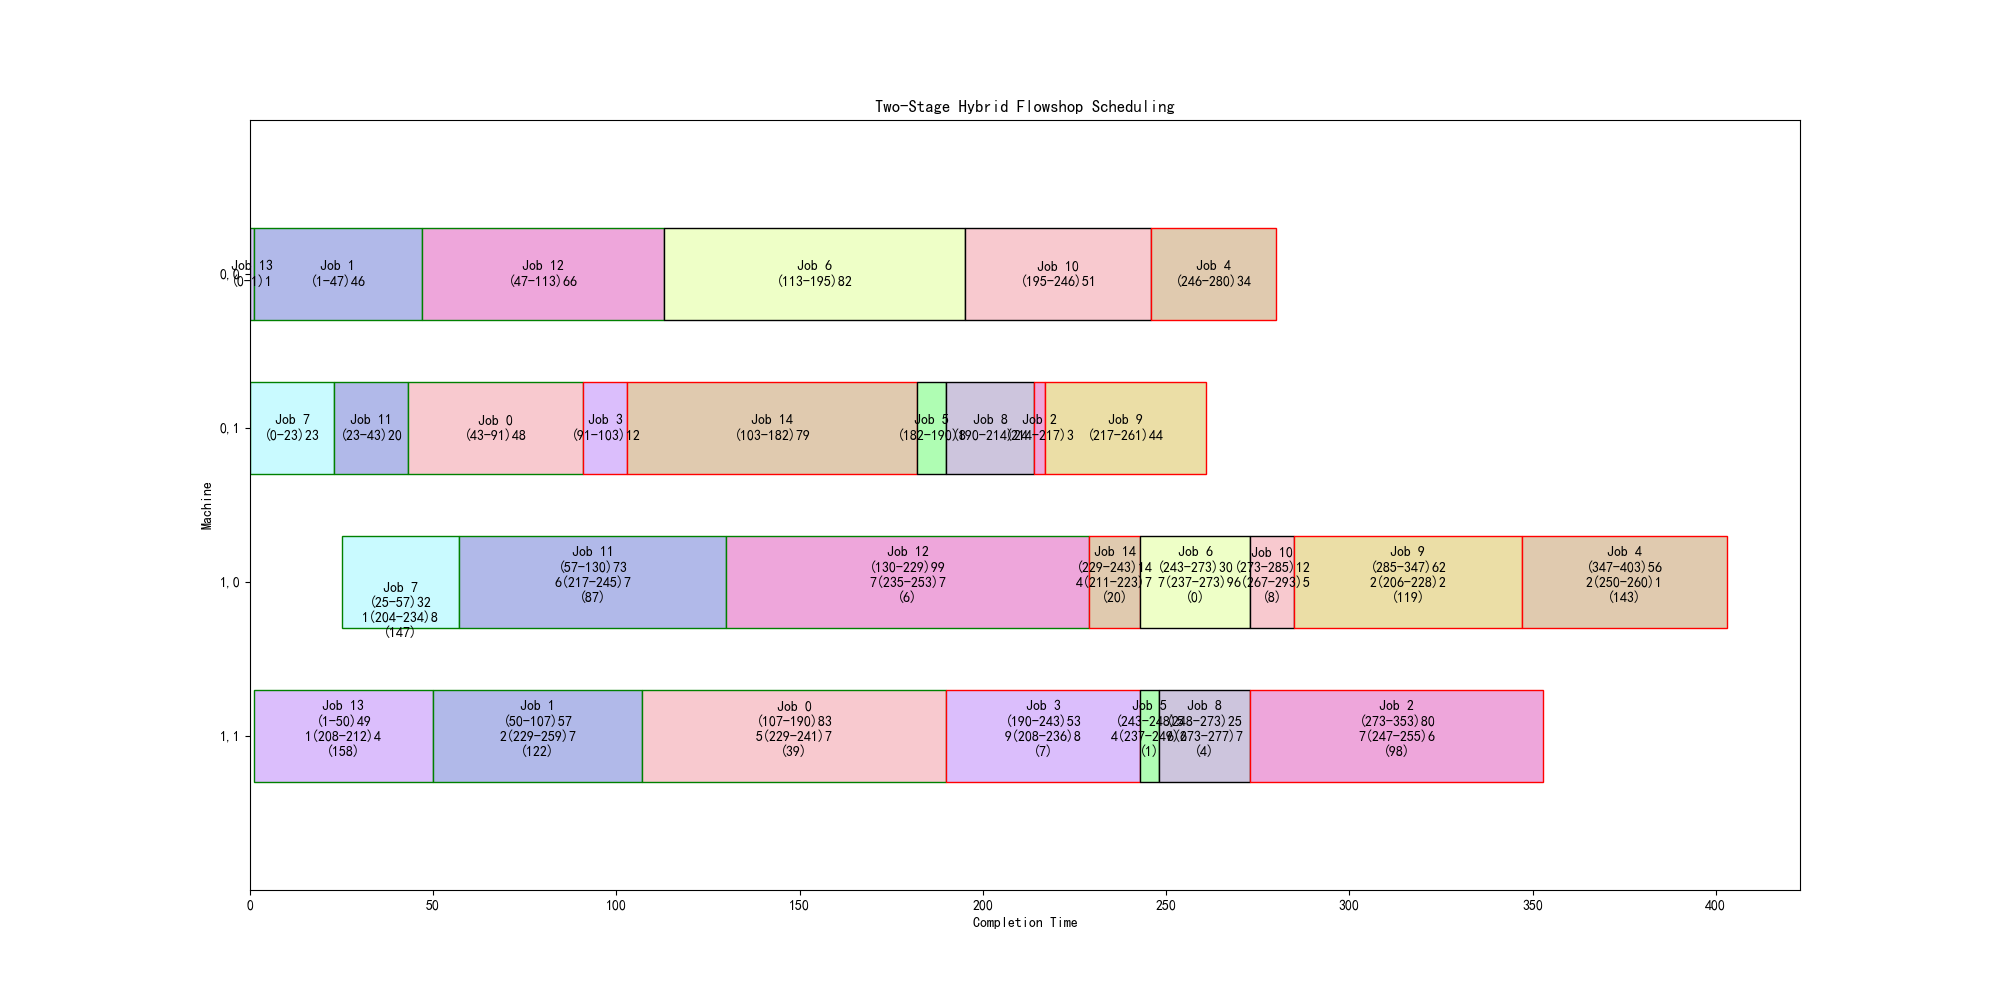 Two-Stage Hybrid Flowshop Scheduling
0,0
Job 13
(0-1)1
Job 1
(1-47)46
Job 12
(47-113)66
Job 6
(113-195)82
Job 10
(195-246)51
Job 4
(246-280)34
0,1
Job 7
(0-23)23
Job 11
(23-43)20
Job 0
(43-91)48
Job 3
(91-103)12
Job 14
(103-182)79
Job 5
(182-190)8
Job 8
(190-214)24
Job 2
(214-217)3
Job 9
(217-261)44
Machine
1,0
Job 7
(25-57)32
1(204-234)8
(147)
Job 11
(57-130)73
6(217-245)7
(87)
Job 12
(130-229)99
7(235-253)7
(6)
Job 14
(229-243)14
4(211-223)7
(20)
Job 6
(243-273)30
7(237-273)9
(0)
Job 10
(273-285)12
6(267-293)5
(8)
Job 9
(285-347)62
2(206-228)2
(119)
Job 4
(347-403)56
2(250-260)1
(143)
1,1
Job 13
(1-50)49
1(208-212)4
(158)
Job 1
(50-107)57
2(229-259)7
(122)
Job 0
(107-190)83
5(229-241)7
(39)
Job 3
(190-243)53
9(208-236)8
(7)
Job 5
(243-248)5
(1)
Job 8
(248-273)25
(4)
Job 2
(273-353)80
7(247-255)6
(98)
0
50
100
150
200
250
300
350
400
Completion Time